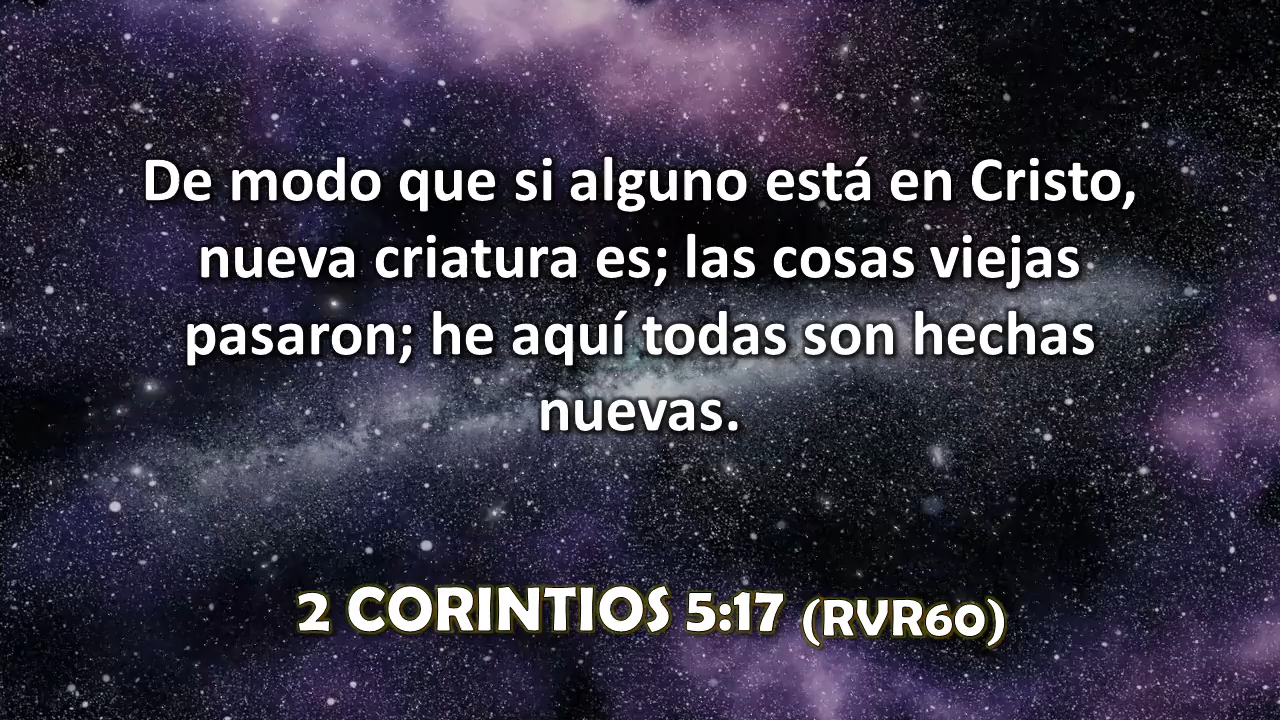 De modo que si alguno está en Cristo,
nueva criatura es; las cosas viejas
pasaron; he aquí todas son hechas
nuevas.
2 CORINTIOS 5:17 (RVR60)